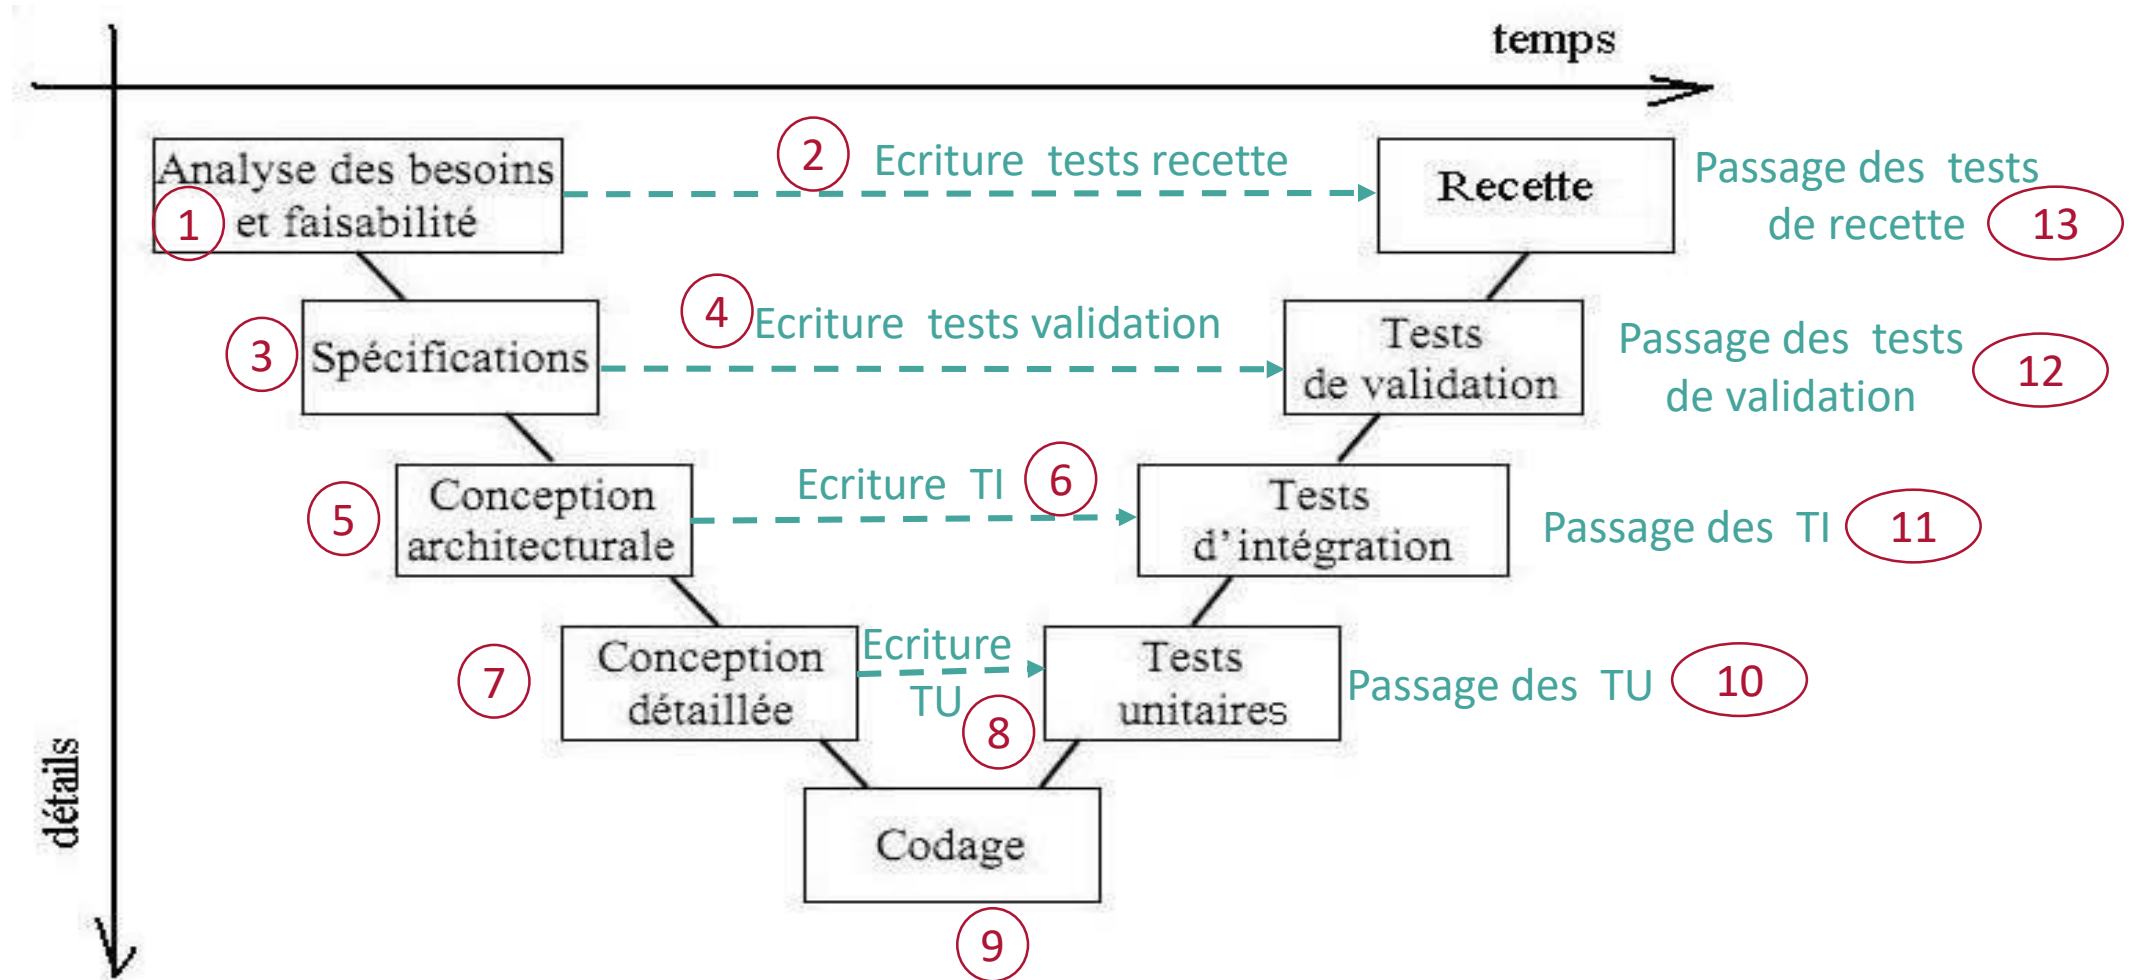 temps
Analyse des besoins
et faisabilité
1
2
Ecriture tests recette
Recette
Passage des tests
de recette
13
3
Spécifications
4
Ecriture tests validation
Tests
de validation
Passage des tests
de validation
12
5
Conception
architecturale
Ecriture TI
6
Tests
d'intégration
Passage des TI
11
7
Conception
détaillée
Ecriture
TU
8
Tests
unitaires
Passage des TU
10
détails
Codage
9